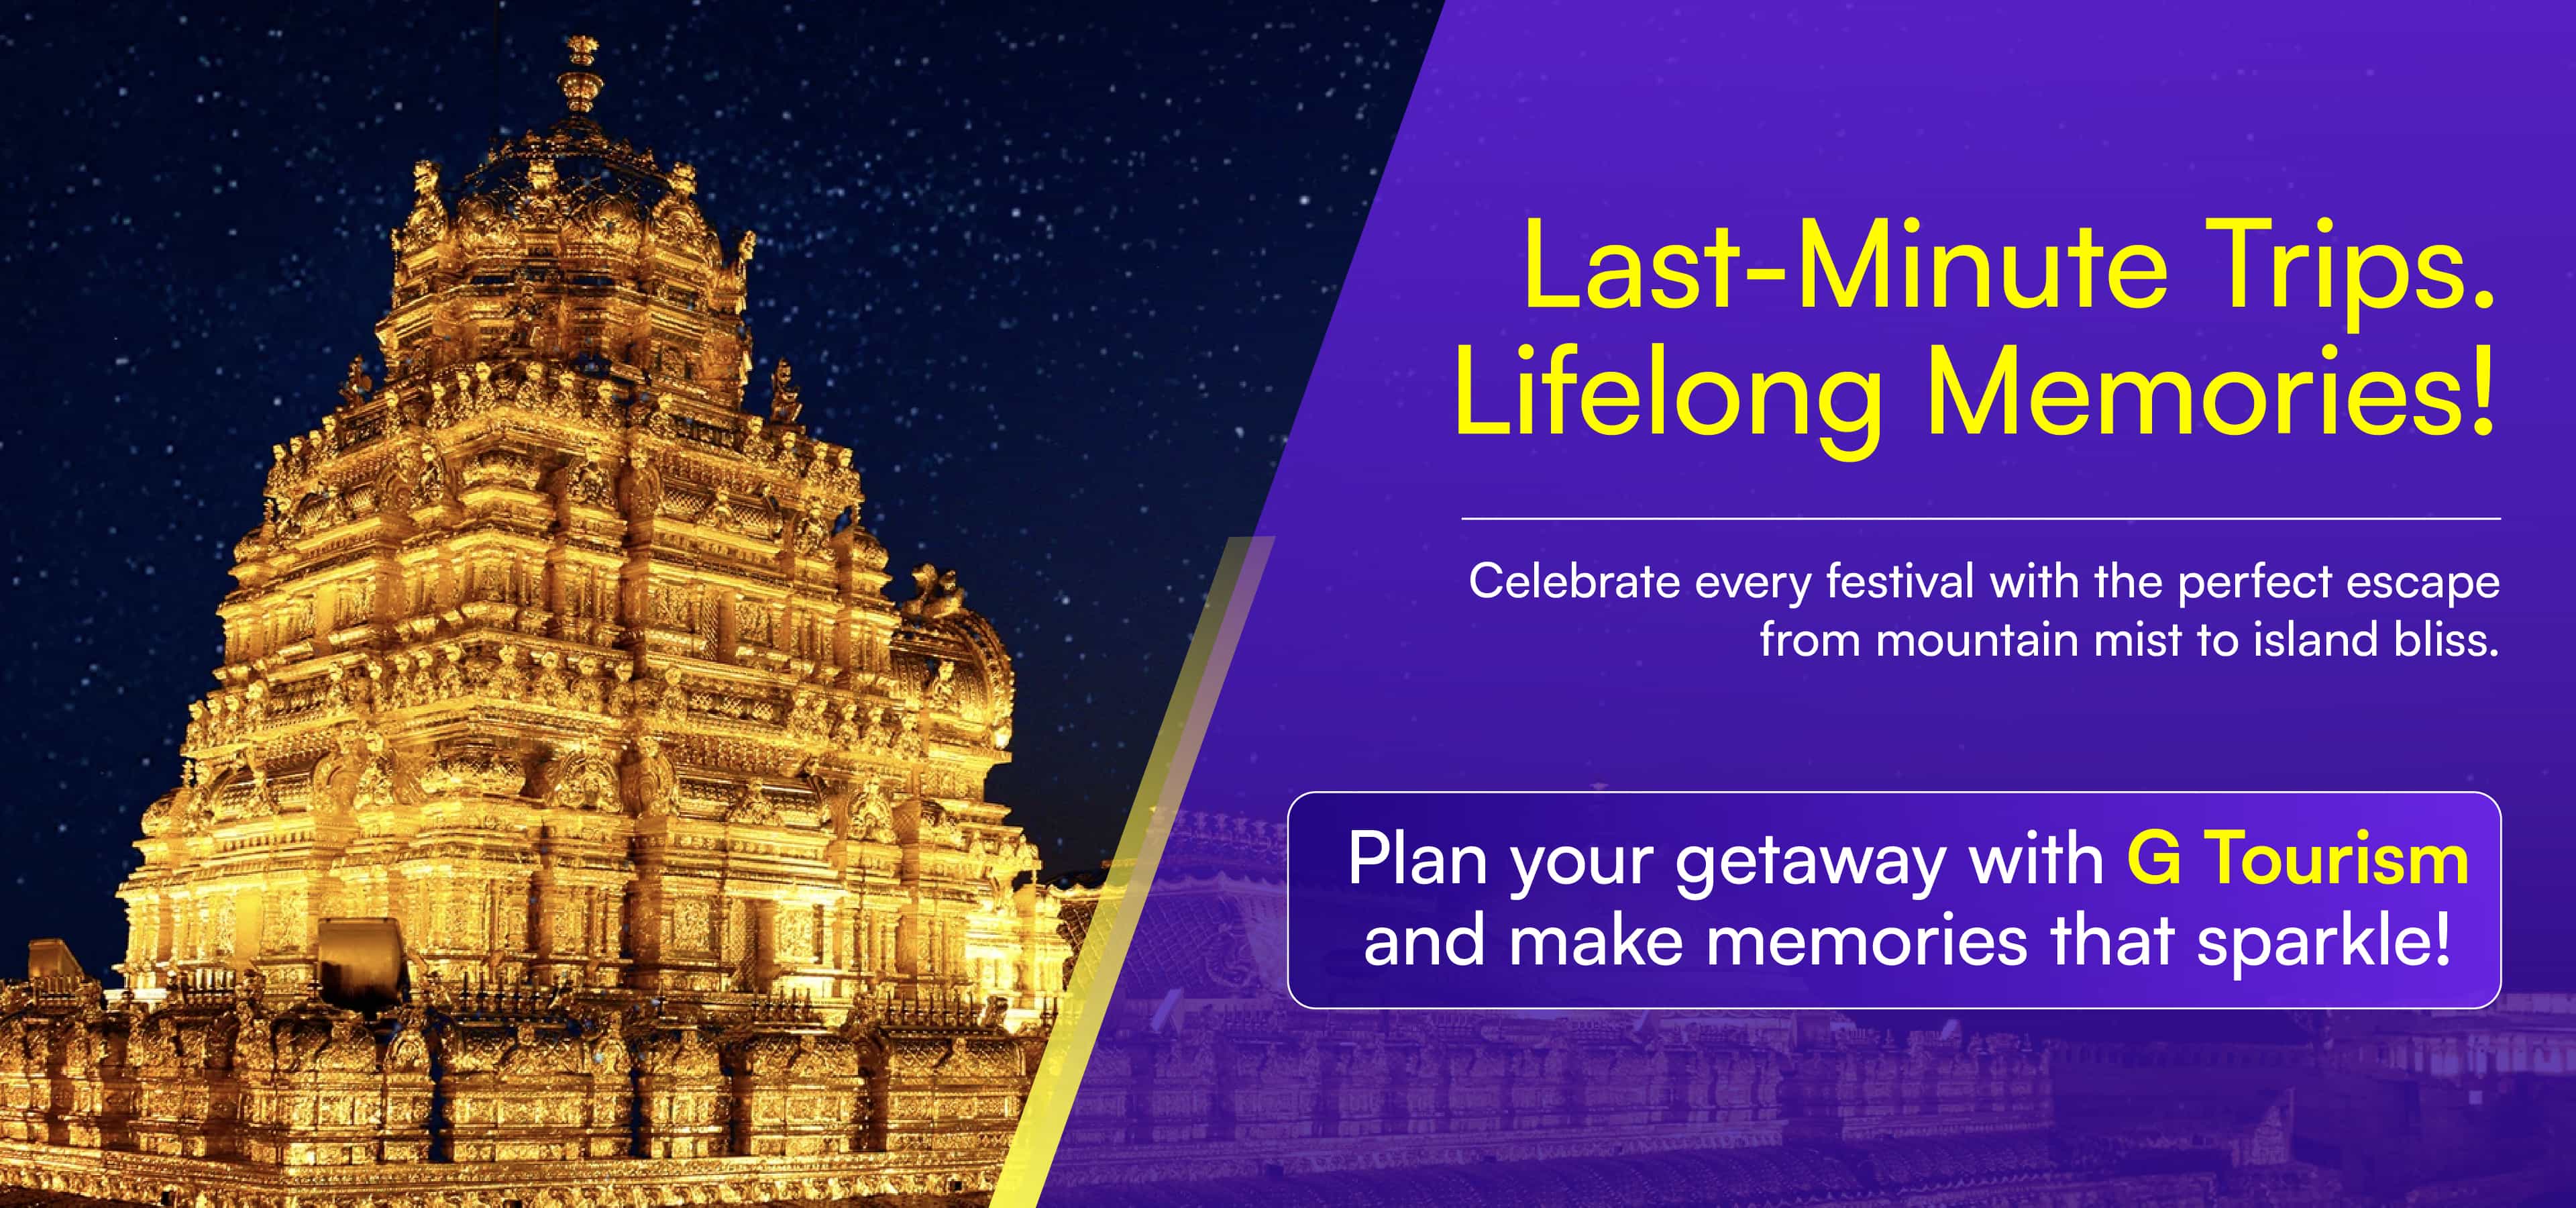 Last-Minute Trips.
Lifelong Memories!
Celebrate every festival with the perfect escape
from mountain mist to island bliss.
Plan your getaway with G Tourism
and make memories that sparkle!